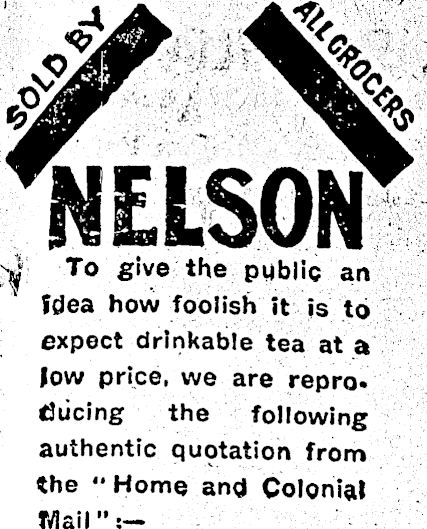 SOLD BY
ALL GROCERS
NELSON
To give the public an
idea how foolish it is to
expect drinkable tea at a
low price, we are repro-
ducing the following
authentic quotation from
the "Home and Colonial
Mail" :—